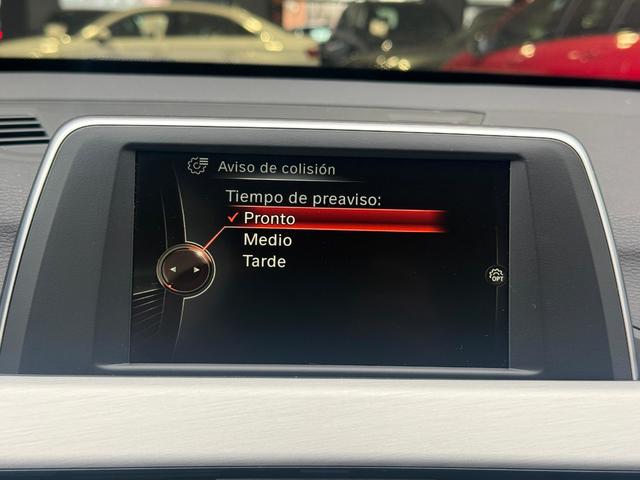 Aviso de colisión
Tiempo de preaviso:
Pronto
Medio
Tarde
OPT